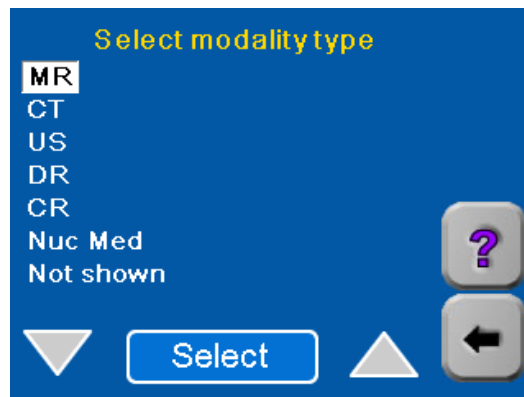 Select modality type
MR
CT
US
DR
CR
Nuc Med
Not shown
?
Select